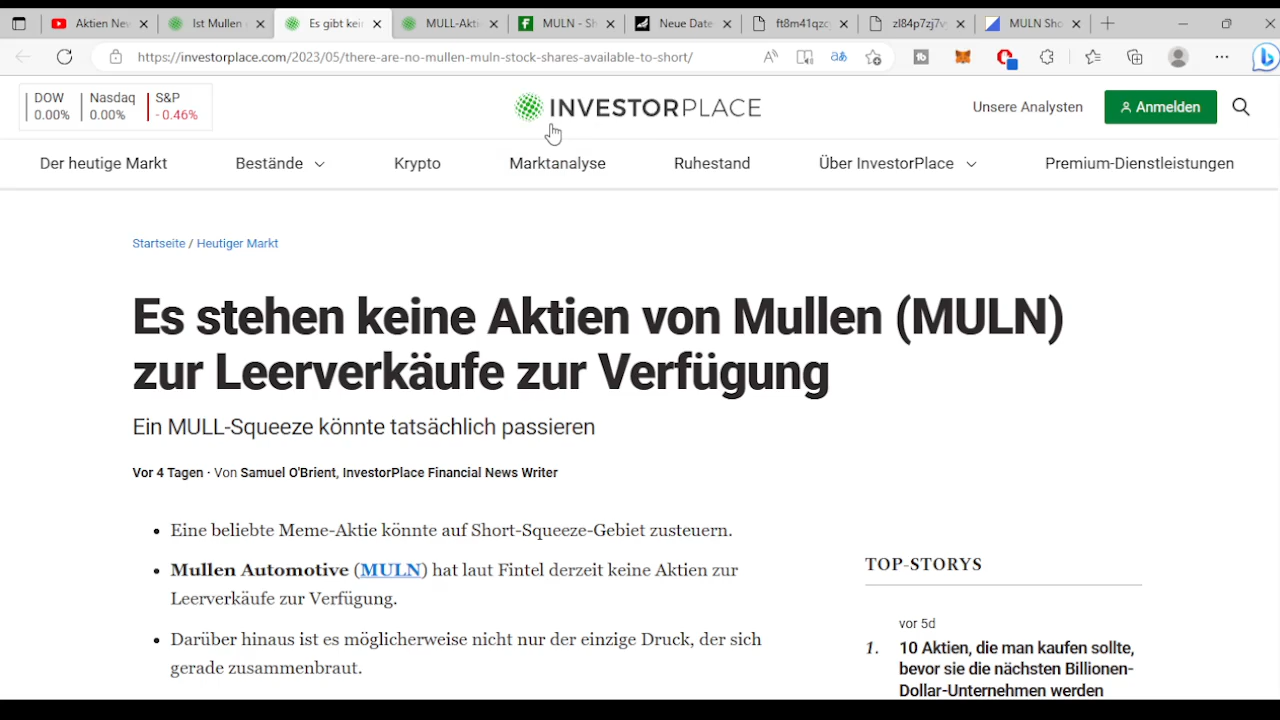 Aktien Nev
Ist Mullen
Es gibt kei
MULL-Akti
MULN - Sh
Neue Date
ft8m41qzc
zl84p7zj7v
MULN Sho
https://investorplace.com/2023/05/there-are-no-mullen-muln-stock-shares-available-to-short/
DOW
0.00%
Nasdaq
0.00%
S&P
- 0.46%
INVESTORPLACE
Unsere Analysten
Anmelden
Der heutige Markt
Bestände
Krypto
Marktanalyse
Ruhestand
Über InvestorPlace
Premium-Dienstleistungen
Startseite / Heutiger Markt
Es stehen keine Aktien von Mullen (MULN)
zur Leerverkäufe zur Verfügung
Ein MULL-Squeeze könnte tatsächlich passieren
Vor 4 Tagen · Von Samuel O'Brient, InvestorPlace Financial News Writer
• Eine beliebte Meme-Aktie könnte auf Short-Squeeze-Gebiet zusteuern.
• Mullen Automotive (MULN) hat laut Fintel derzeit keine Aktien zur
Leerverkäufe zur Verfügung.
• Darüber hinaus ist es möglicherweise nicht nur der einzige Druck, der sich
gerade zusammenbraut.
TOP-STORYS
vor 5d
1. 10 Aktien, die man kaufen sollte,
bevor sie die nächsten Billionen-
Dollar-Unternehmen werden